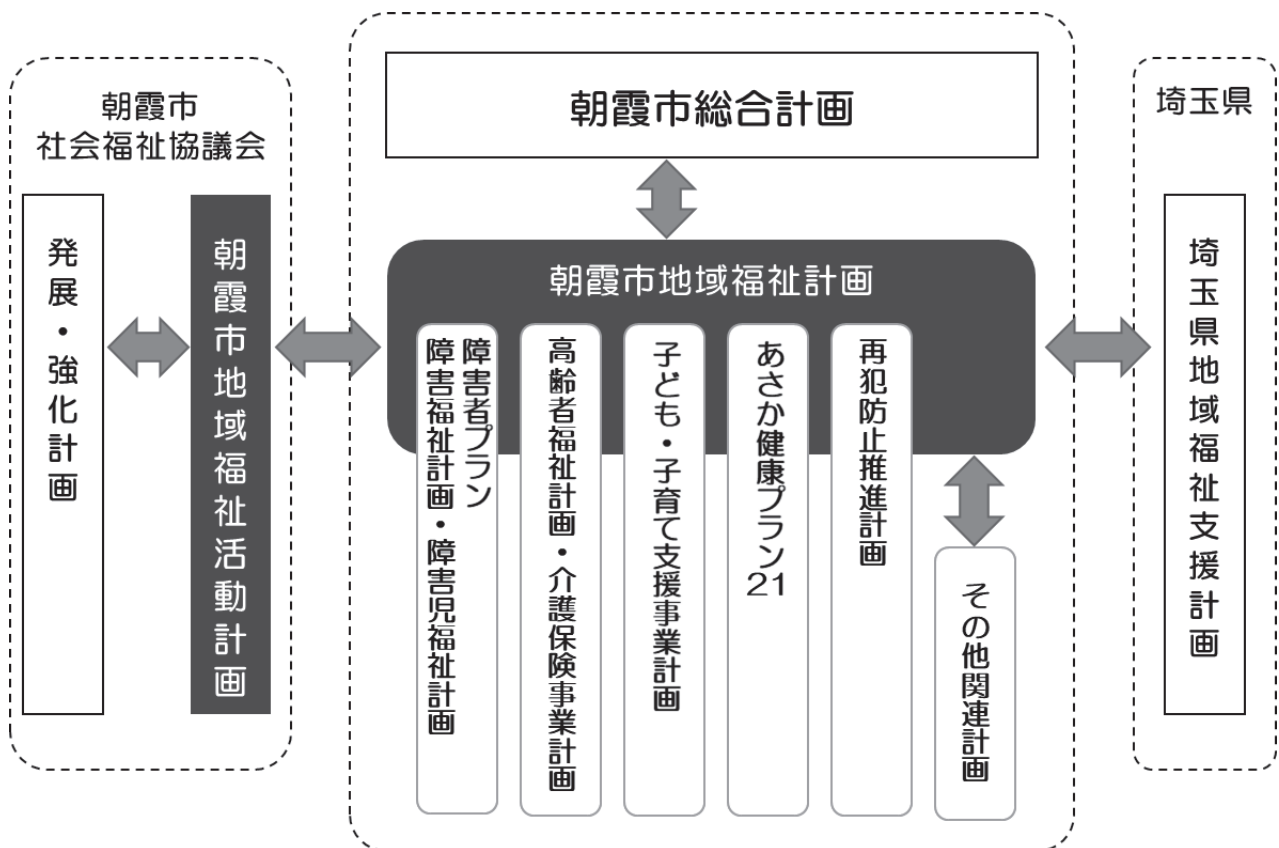 朝霞市
社会福祉協議会
発展・強化計画
朝霞市地域福祉活動計画
朝霞市総合計画
朝霞市地域福祉計画
障害者プラン
障害福祉計画・障害児福祉計画
高齢者福祉計画・介護保険事業計画
子ども・子育て支援事業計画
あさか健康プラン21
再犯防止推進計画
その他関連計画
埼玉県
埼玉県地域福祉支援計画